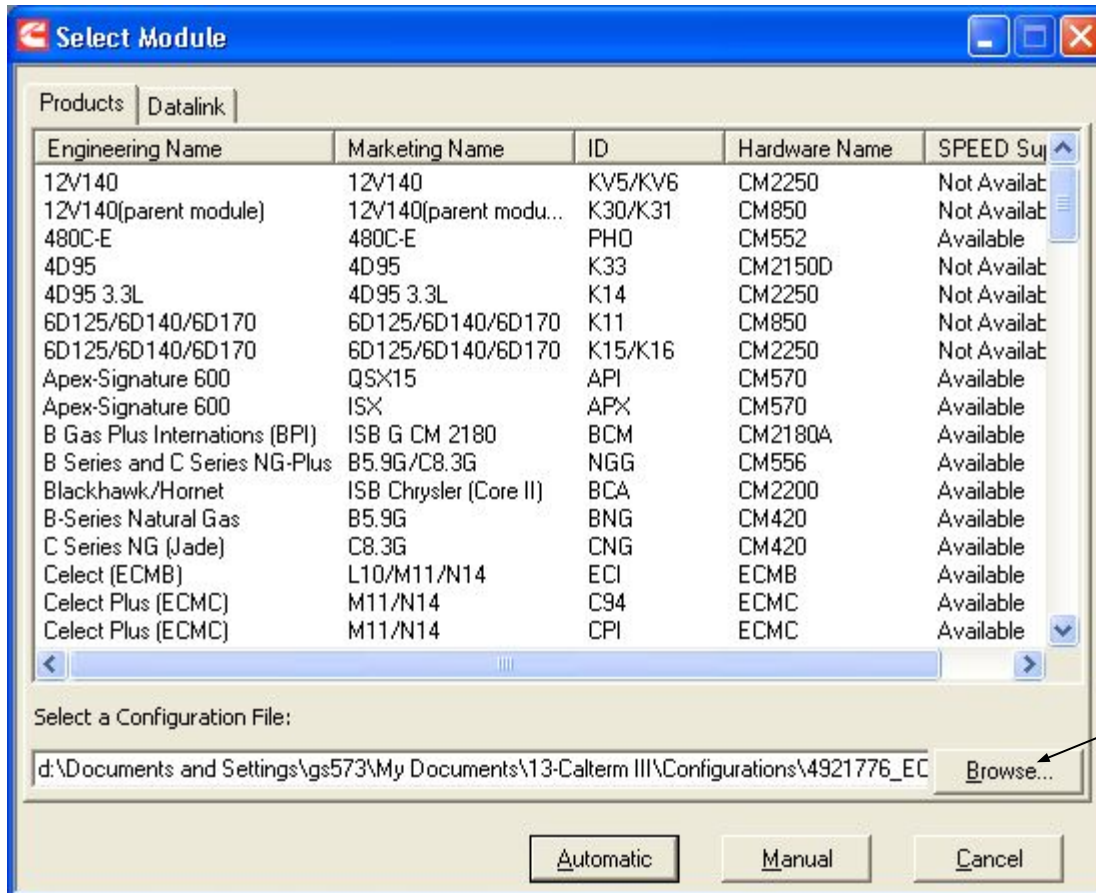 Select Module
Products Datalink
Engineering Name Marketing Name ID Hardware Name SPEED Sup
12V140 12V140 KV5/KV6 CM2250 Not Availab
12V140(parent module) 12V140(parent modu... K30/K31 CM850 Not Availab
480C-E 480C-E PHO CM552 Available
4D95 4D95 K33 CM2150D Not Availab
4D95 3.3L 4D95 3.3L K14 CM2250 Not Availab
6D125/6D140/6D170 6D125/6D140/6D170 K11 CM850 Not Availab
6D125/6D140/6D170 6D125/6D140/6D170 K15/K16 CM2250 Not Availab
Apex-Signature 600 QSX15 API CM570 Available
Apex-Signature 600 ISX APX CM570 Available
B Gas Plus Internations (BPI) ISB G CM 2180 BCM CM2180A Available
B Series and C Series NG-Plus B5.9G/C8.3G NGG CM556 Available
Blackhawk/Hornet ISB Chrysler (Core II) BCA CM2200 Available
B-Series Natural Gas B5.9G BNG CM420 Available
C Series NG (Jade) C8.3G CNG CM420 Available
Celect (ECMB) L10/M11/N14 ECI ECMB Available
Celect Plus (ECMC) M11/N14 C94 ECMC Available
Celect Plus (ECMC) M11/N14 CPI ECMC Available
Select a Configuration File:
d:\Documents and Settings\gs573\My Documents\13-Calterm III\Configurations\4921776_EC Browse...
Automatic Manual Cancel